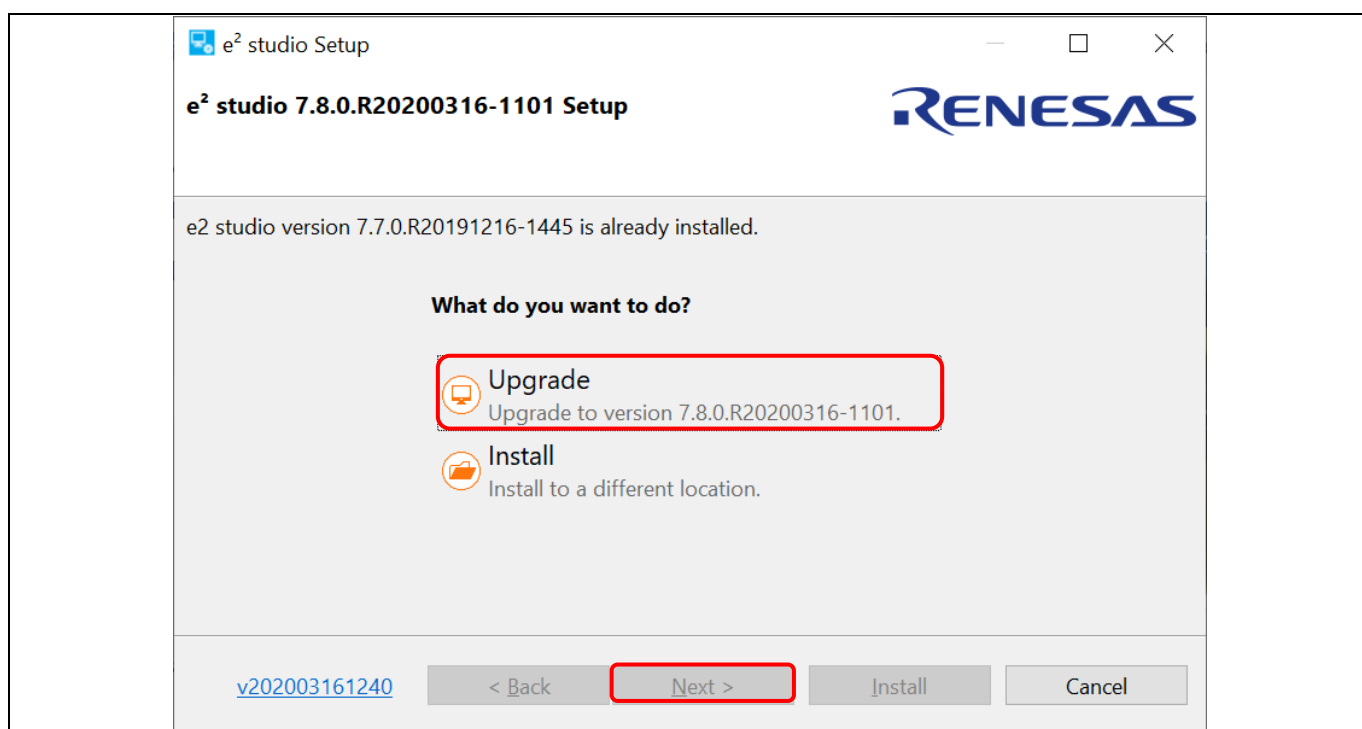 e² studio Setup
e² studio 7.8.0.R20200316-1101 Setup
RENESAS
e2 studio version 7.7.0.R20191216-1445 is already installed.
What do you want to do?
Upgrade
Upgrade to version 7.8.0.R20200316-1101.
Install
Install to a different location.
v202003161240
< Back
Next >
Install
Cancel